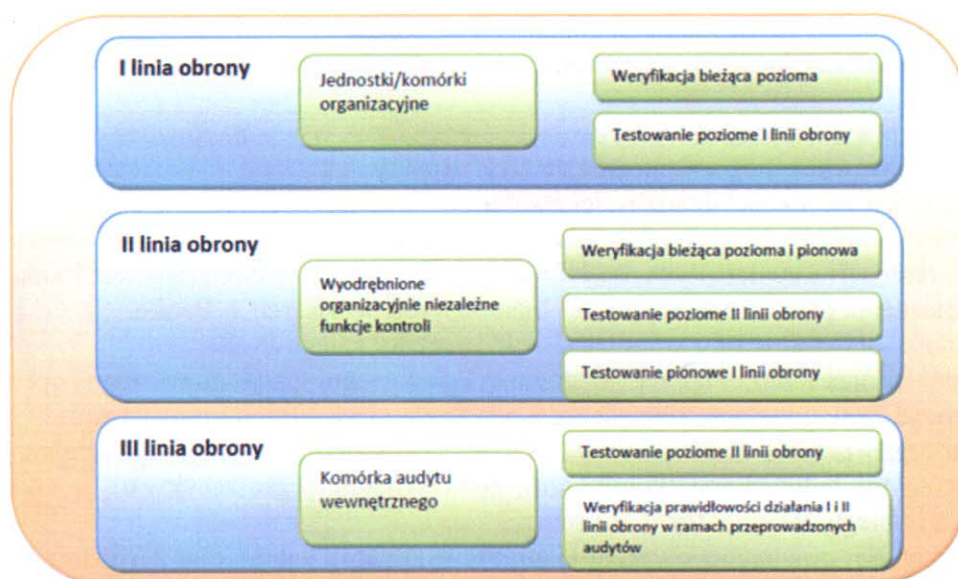 I linia obrony
Jednostki/komórki
organizacyjne
Weryfikacja bieżąca pozioma
Testowanie poziome I linii obrony
II linia obrony
Wyodrębnione
organizacyjnie niezależne
funkcje kontroli
Weryfikacja bieżąca pozioma i pionowa
Testowanie poziome II linii obrony
Testowanie pionowe I linii obrony
III linia obrony
Komórka audytu
wewnętrznego
Testowanie poziome II linii obrony
Weryfikacja prawidłowości działania I i II
linii obrony w ramach przeprowadzonych
audytów